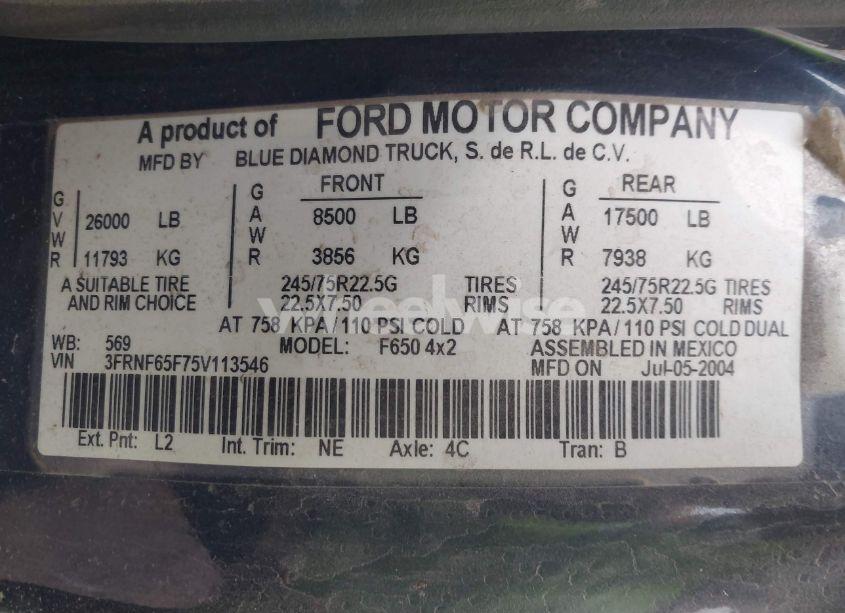 A product of FORD MOTOR COMPANY
MFD BY BLUE DIAMOND TRUCK, S. de R.L. de C.V.
GVWR 26000 LB 11793 KG
FRONT GAWR 8500 LB 3856 KG
REAR GAWR 17500 LB 7938 KG
A SUITABLE TIRE AND RIM CHOICE
245/75R22.5G TIRES
22.5X7.50 RIMS
AT 758 KPA/110 PSI COLD
245/75R22.5G TIRES
22.5X7.50 RIMS
AT 758 KPA/110 PSI COLD DUAL
WB: 569 MODEL: F650 4x2 ASSEMBLED IN MEXICO
VIN 3FRNF65F75V113546 MFD ON Jul-05-2004
Ext. Pnt: L2 Int. Trim: NE Axle: 4C Tran: B